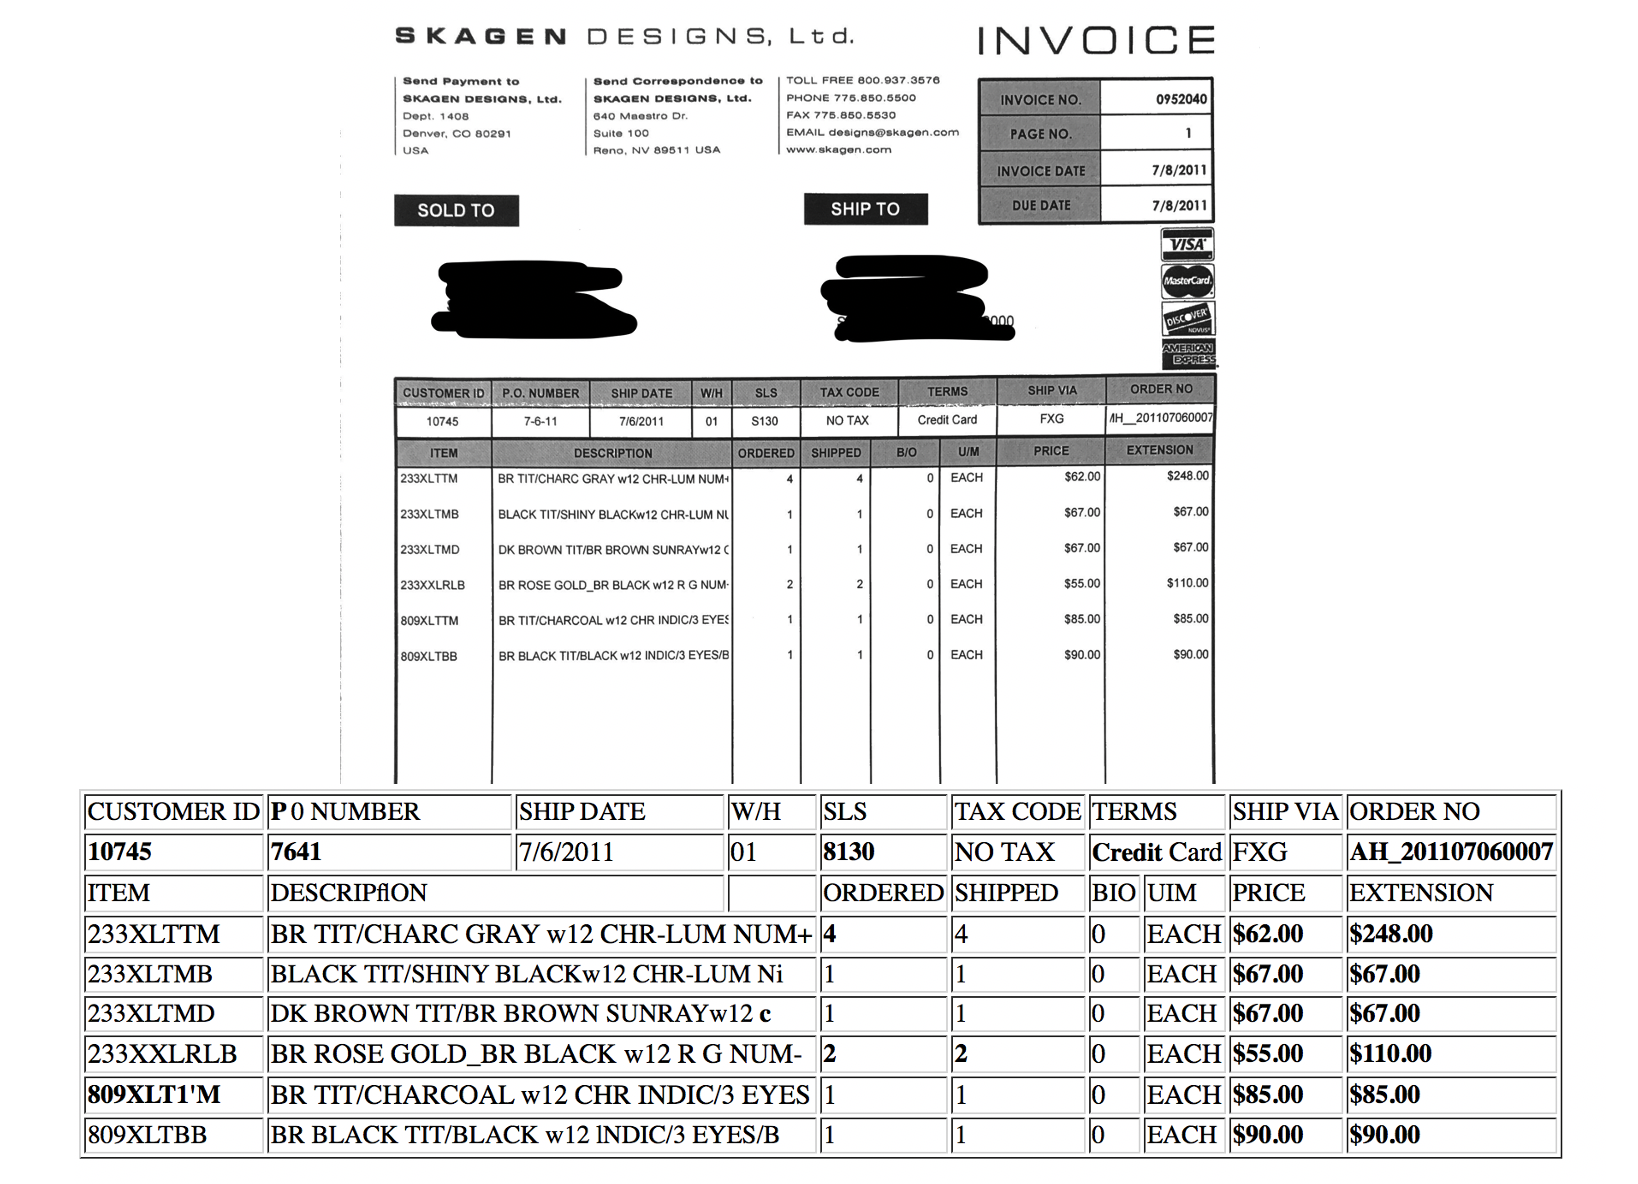 SKAGEN DESIGNS, Ltd.
INVOICE
Send Payment to
SKAGEN DESIGNS, Ltd.
Dept. 1408
Denver, CO 80291
USA
Send Correspondence to
SKAGEN DESIGNS, Ltd.
640 Maestro Dr.
Suite 100
Reno, NV 89511 USA
TOLL FREE 800.937.3576
PHONE 775.850.5500
FAX 775.850.5530
EMAIL designs@skagen.com
www.skagen.com
INVOICE NO. 0952040
PAGE NO. 1
INVOICE DATE 7/8/2011
DUE DATE 7/8/2011
SOLD TO
SHIP TO
000
VISA
MasterCard
DISCOVER
NOVUS
AMERICAN
EXPRESS
CUSTOMER ID P.O. NUMBER SHIP DATE W/H SLS TAX CODE TERMS SHIP VIA ORDER NO
10745 7-6-11 7/6/2011 01 S130 NO TAX Credit Card FXG AH__201107060007
ITEM DESCRIPTION ORDERED SHIPPED B/O U/M PRICE EXTENSION
233XLTTM BR TIT/CHARC GRAY w12 CHR-LUM NUM+ 4 4 0 EACH $62.00 $248.00
233XLTMB BLACK TIT/SHINY BLACKw12 CHR-LUM NU 1 1 0 EACH $67.00 $67.00
233XLTMD DK BROWN TIT/BR BROWN SUNRAYw12 C 1 1 0 EACH $67.00 $67.00
233XXLRLB BR ROSE GOLD_BR BLACK w12 R G NUM- 2 2 0 EACH $55.00 $110.00
809XLTTM BR TIT/CHARCOAL w12 CHR INDIC/3 EYES 1 1 0 EACH $85.00 $85.00
809XLTBB BR BLACK TIT/BLACK w12 INDIC/3 EYES/B 1 1 0 EACH $90.00 $90.00
CUSTOMER ID P 0 NUMBER SHIP DATE W/H SLS TAX CODE TERMS SHIP VIA ORDER NO
10745 7641 7/6/2011 01 8130 NO TAX Credit Card FXG AH_201107060007
ITEM DESCRIPflON ORDERED SHIPPED BIO UIM PRICE EXTENSION
233XLTTM BR TIT/CHARC GRAY w12 CHR-LUM NUM+ 4 4 0 EACH $62.00 $248.00
233XLTMB BLACK TIT/SHINY BLACKw12 CHR-LUM Ni 1 1 0 EACH $67.00 $67.00
233XLTMD DK BROWN TIT/BR BROWN SUNRAYw12 c 1 1 0 EACH $67.00 $67.00
233XXLRLB BR ROSE GOLD_BR BLACK w12 R G NUM- 2 2 0 EACH $55.00 $110.00
809XLT1'M BR TIT/CHARCOAL w12 CHR INDIC/3 EYES 1 1 0 EACH $85.00 $85.00
809XLTBB BR BLACK TIT/BLACK w12 INDIC/3 EYES/B 1 1 0 EACH $90.00 $90.00